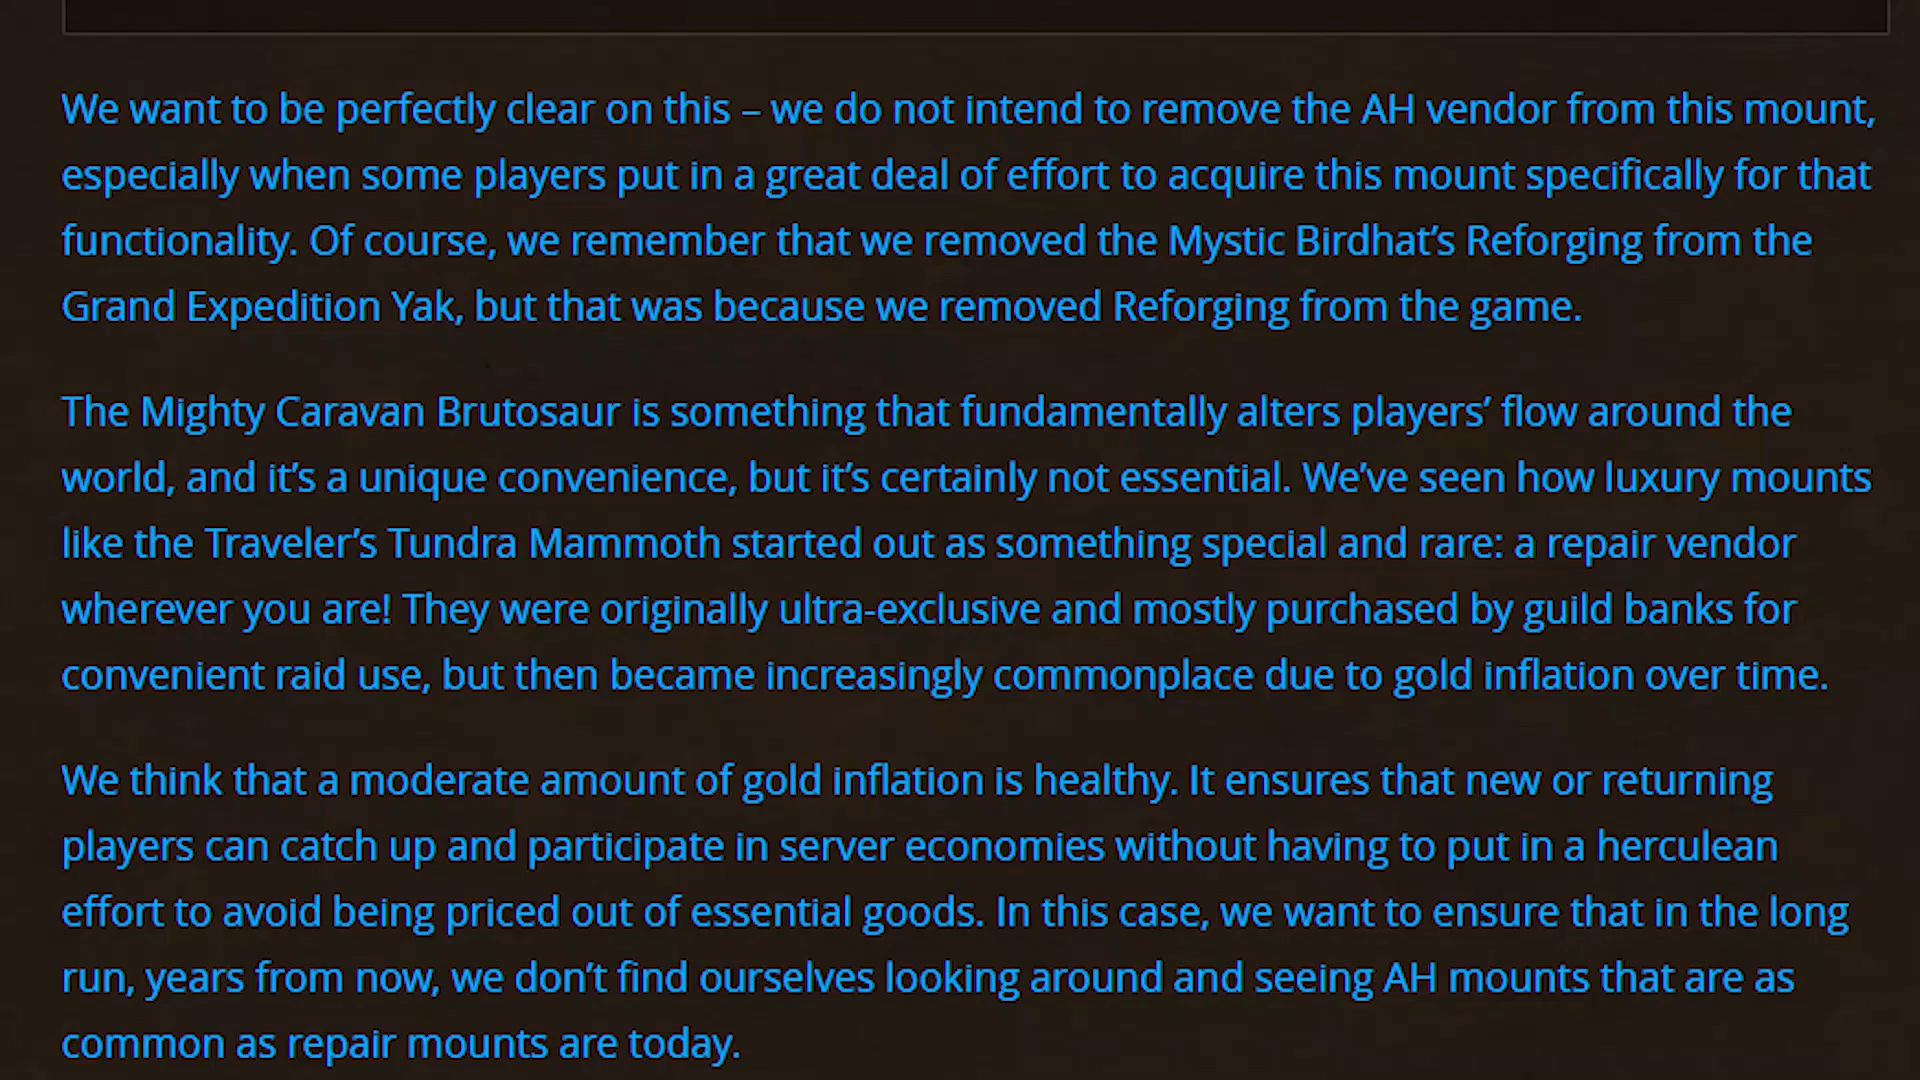 We want to be perfectly clear on this – we do not intend to remove the AH vendor from this mount,
especially when some players put in a great deal of effort to acquire this mount specifically for that
functionality. Of course, we remember that we removed the Mystic Birdhat’s Reforging from the
Grand Expedition Yak, but that was because we removed Reforging from the game.
The Mighty Caravan Brutosaur is something that fundamentally alters players’ flow around the
world, and it’s a unique convenience, but it’s certainly not essential. We’ve seen how luxury mounts
like the Traveler’s Tundra Mammoth started out as something special and rare: a repair vendor
wherever you are! They were originally ultra-exclusive and mostly purchased by guild banks for
convenient raid use, but then became increasingly commonplace due to gold inflation over time.
We think that a moderate amount of gold inflation is healthy. It ensures that new or returning
players can catch up and participate in server economies without having to put in a herculean
effort to avoid being priced out of essential goods. In this case, we want to ensure that in the long
run, years from now, we don’t find ourselves looking around and seeing AH mounts that are as
common as repair mounts are today.